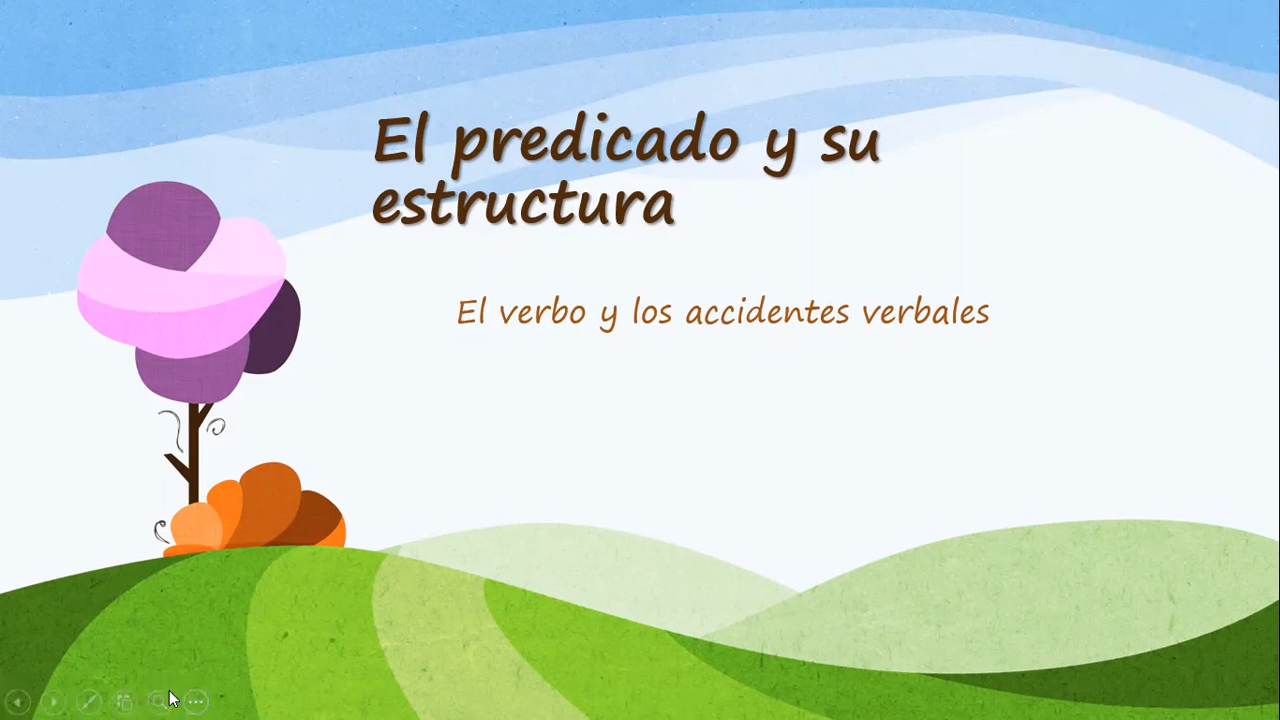 El predicado y su
estructura
El verbo y los accidentes verbales